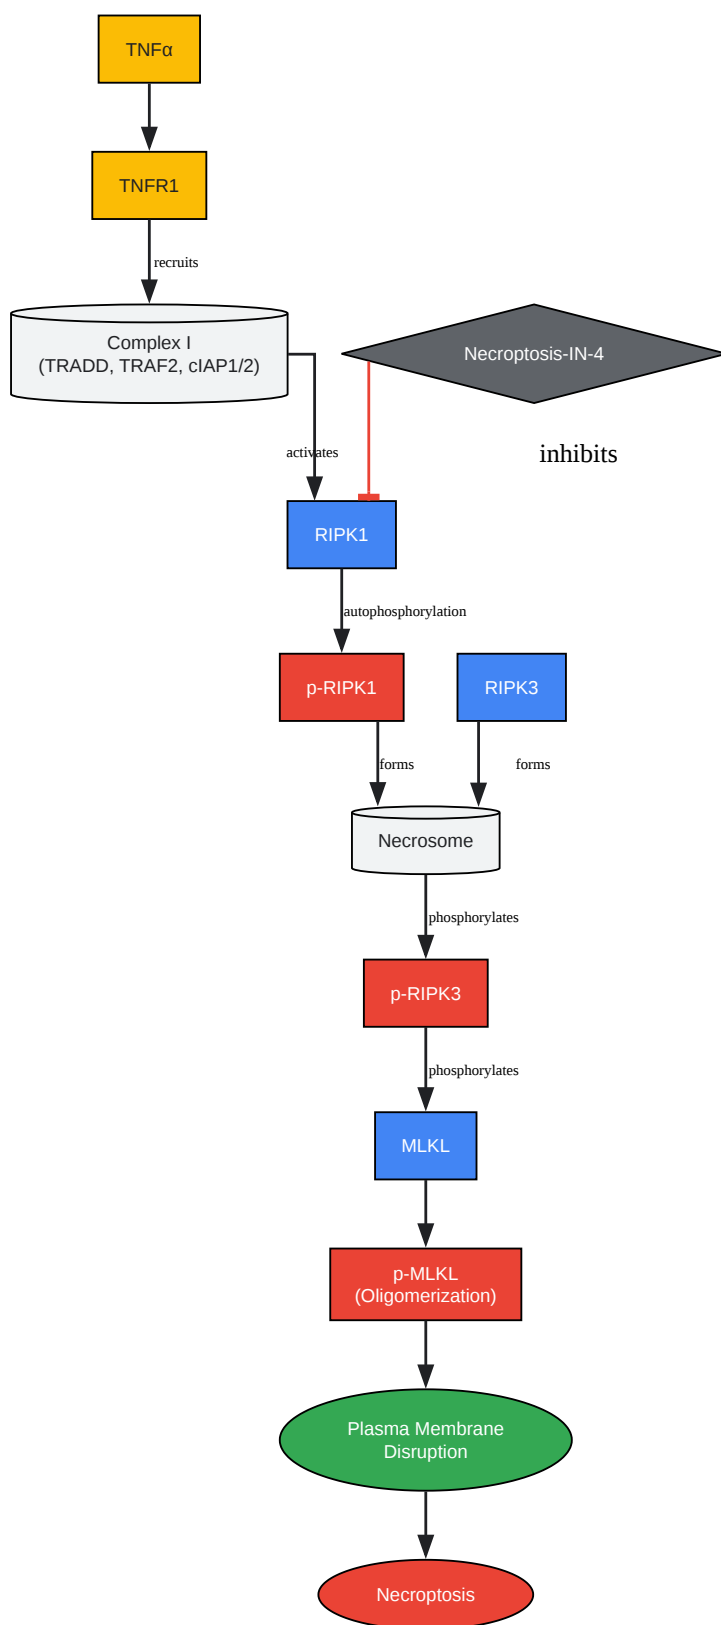 TNFα
TNFR1
recruits
Complex I
(TRADD, TRAF2, cIAP1/2)
Necroptosis-IN-4
activates
inhibits
RIPK1
autophosphorylation
p-RIPK1
RIPK3
forms
forms
Necrosome
phosphorylates
p-RIPK3
phosphorylates
MLKL
p-MLKL
(Oligomerization)
Plasma Membrane
Disruption
Necroptosis